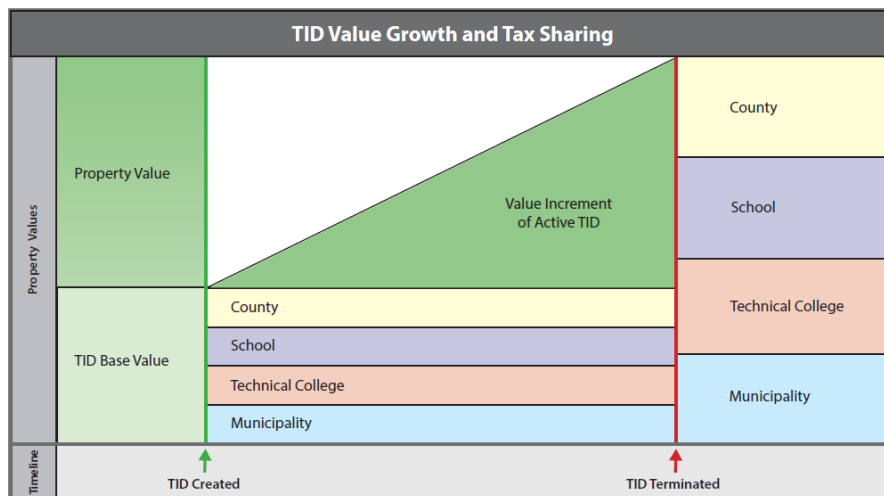 TID Value Growth and Tax Sharing
Property Values
Property Value
TID Base Value
Value Increment
of Active TID
County
School
Technical College
Municipality
County
School
Technical College
Municipality
Timeline
TID Created
TID Terminated